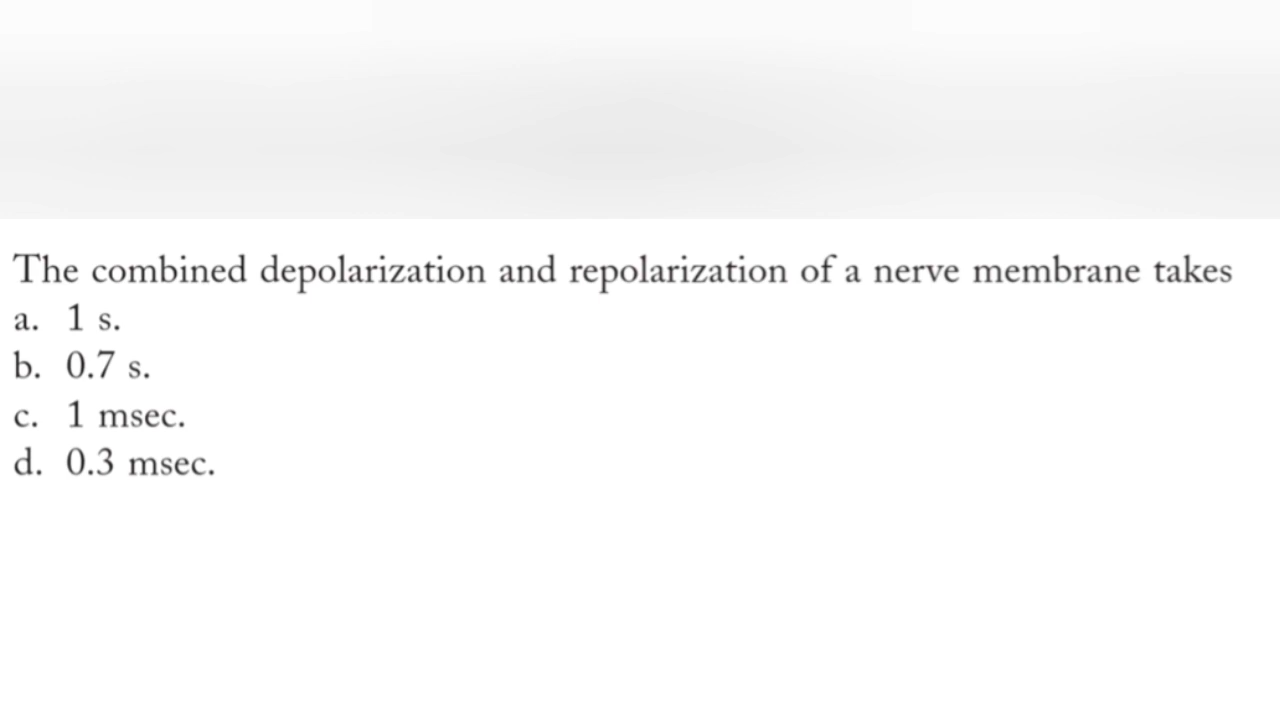 The combined depolarization and repolarization of a nerve membrane takes
a. 1 s.
b. 0.7 s.
c. 1 msec.
d. 0.3 msec.